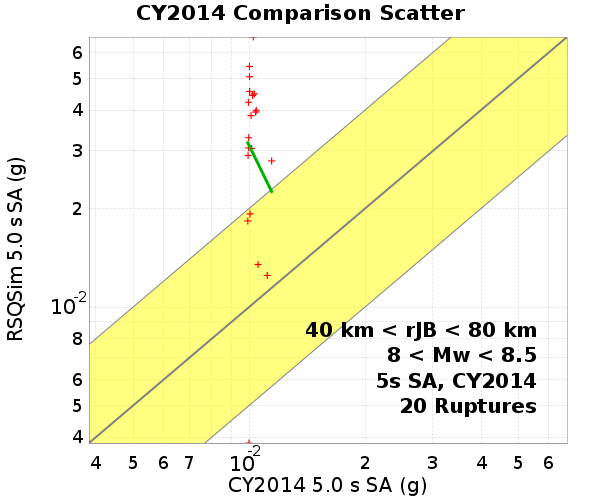 CY2014 Comparison Scatter
RSQSim 5.0 s SA (g)
6
5
4
3
2
10-2
8
6
5
4
40 km < rJB < 80 km
8 < Mw < 8.5
5s SA, CY2014
20 Ruptures
4 5 6 7 10-2 2 3 4 5 6
CY2014 5.0 s SA (g)